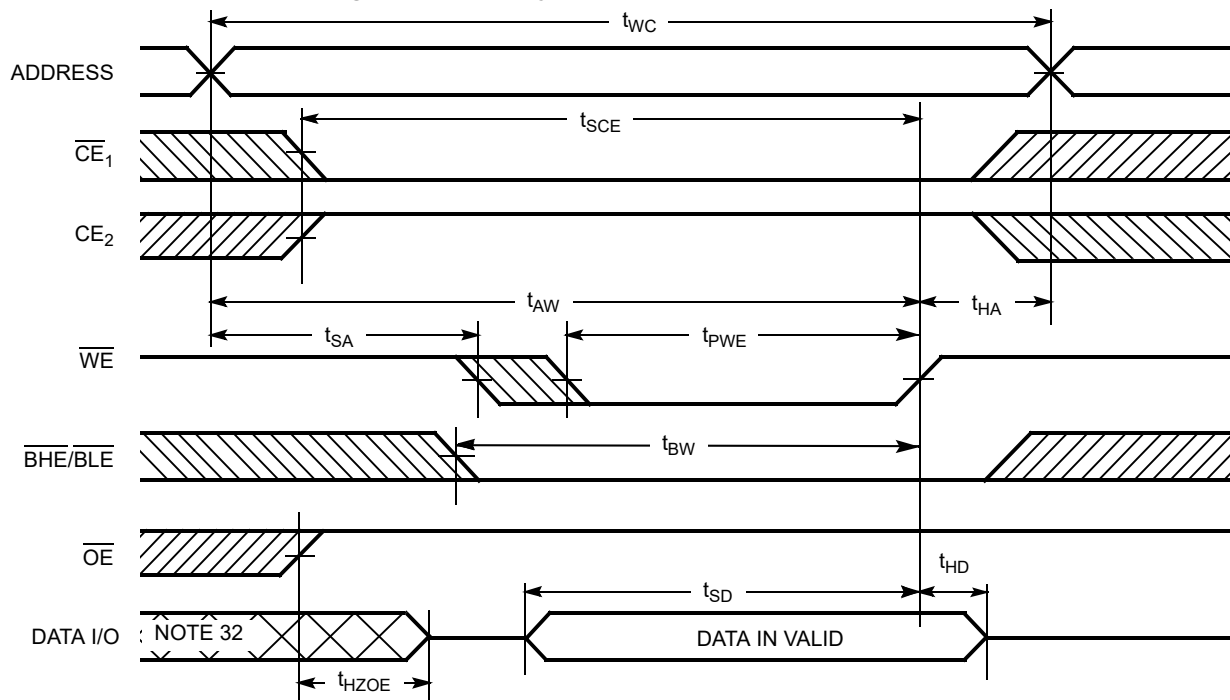 tWC
ADDRESS
tSCE
CE1
CE2
tAW
tHA
tSA
tPWE
WE
tBW
BHE/BLE
OE
tHD
tSD
DATA I/O
NOTE 32
DATA IN VALID
tHZOE